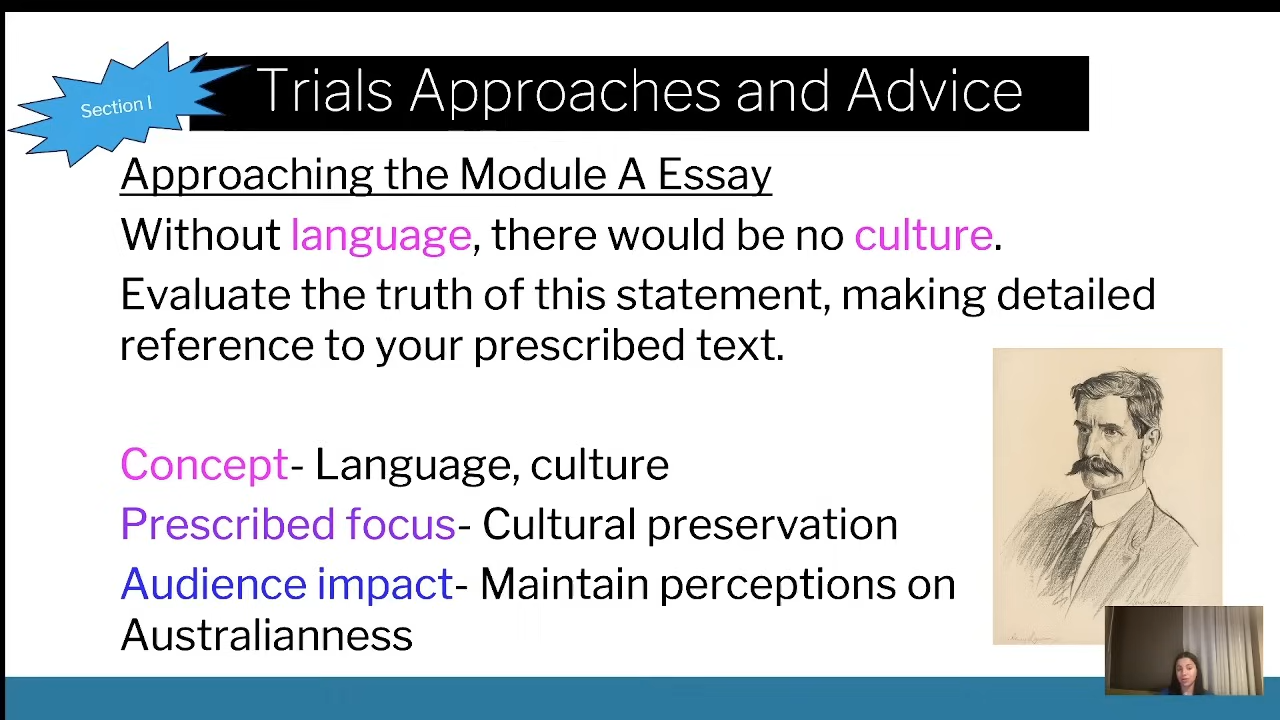 Section I
Trials Approaches and Advice
Approaching the Module A Essay
Without language, there would be no culture.
Evaluate the truth of this statement, making detailed
reference to your prescribed text.
Concept- Language, culture
Prescribed focus- Cultural preservation
Audience impact- Maintain perceptions on
Australianness